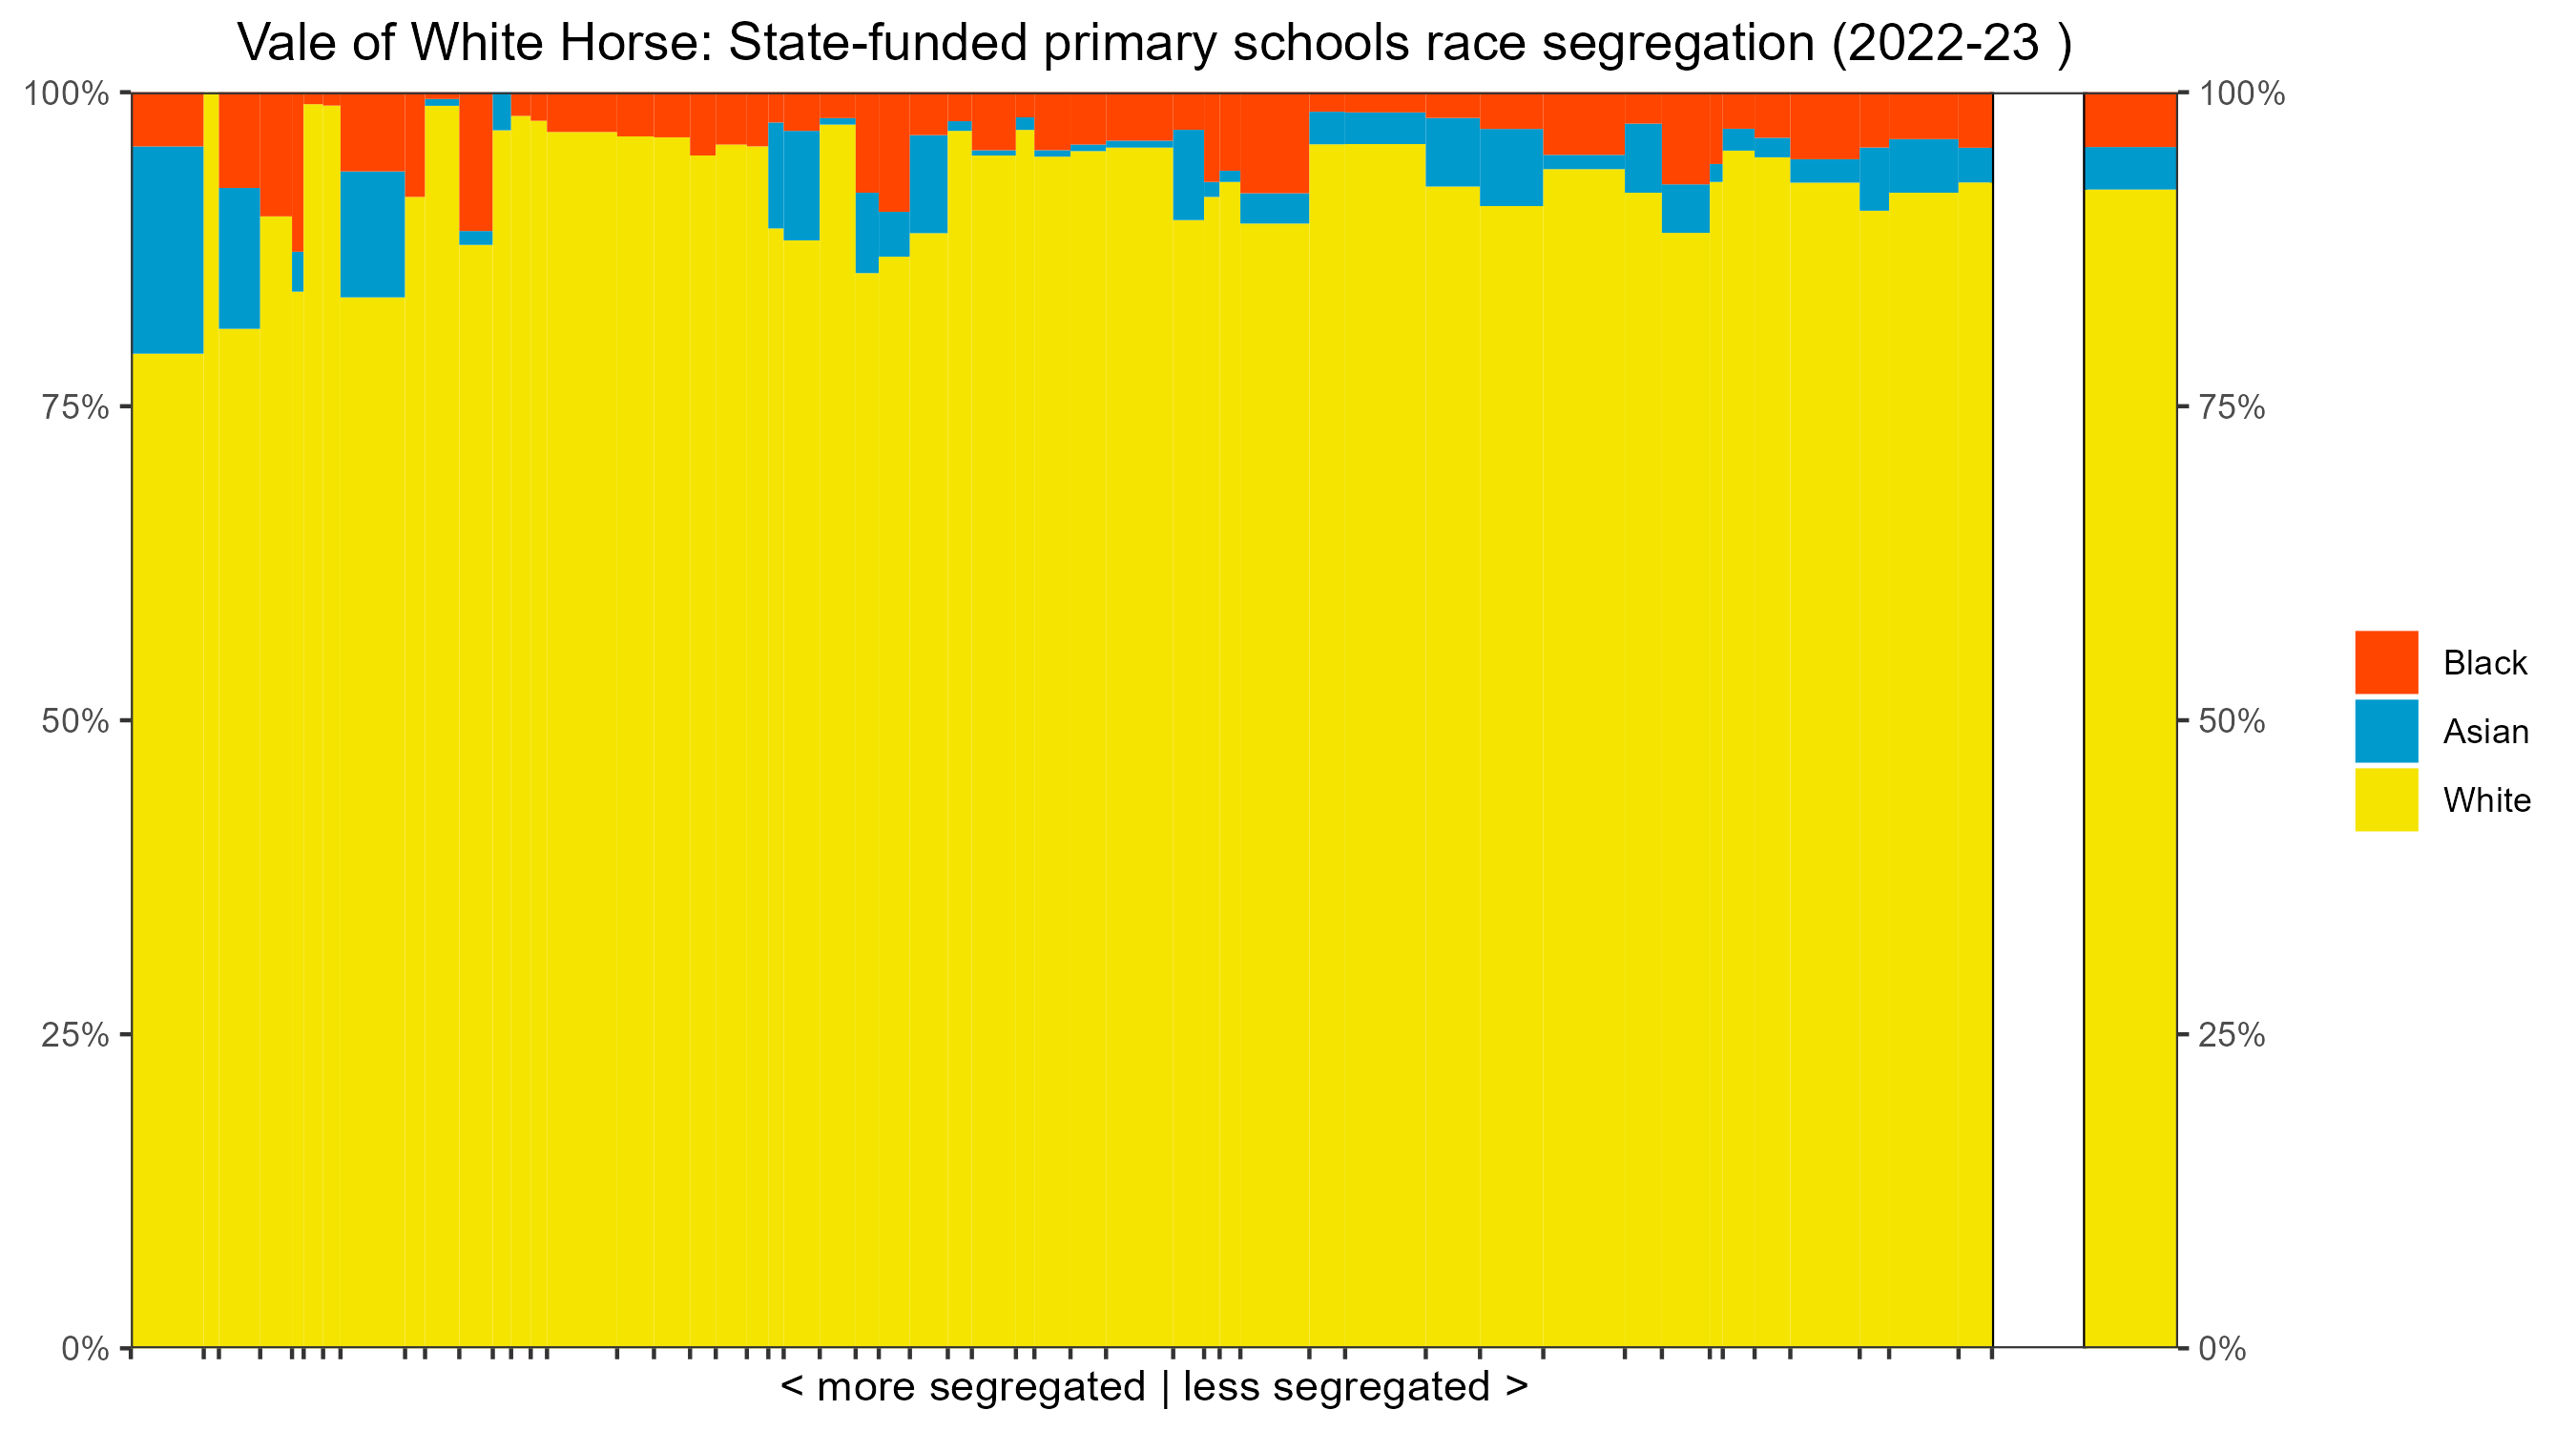 Vale of White Horse: State-funded primary schools race segregation (2022-23 )
100%
75%
50%
25%
0%
100%
75%
50%
25%
0%
Black
Asian
White
< more segregated | less segregated >